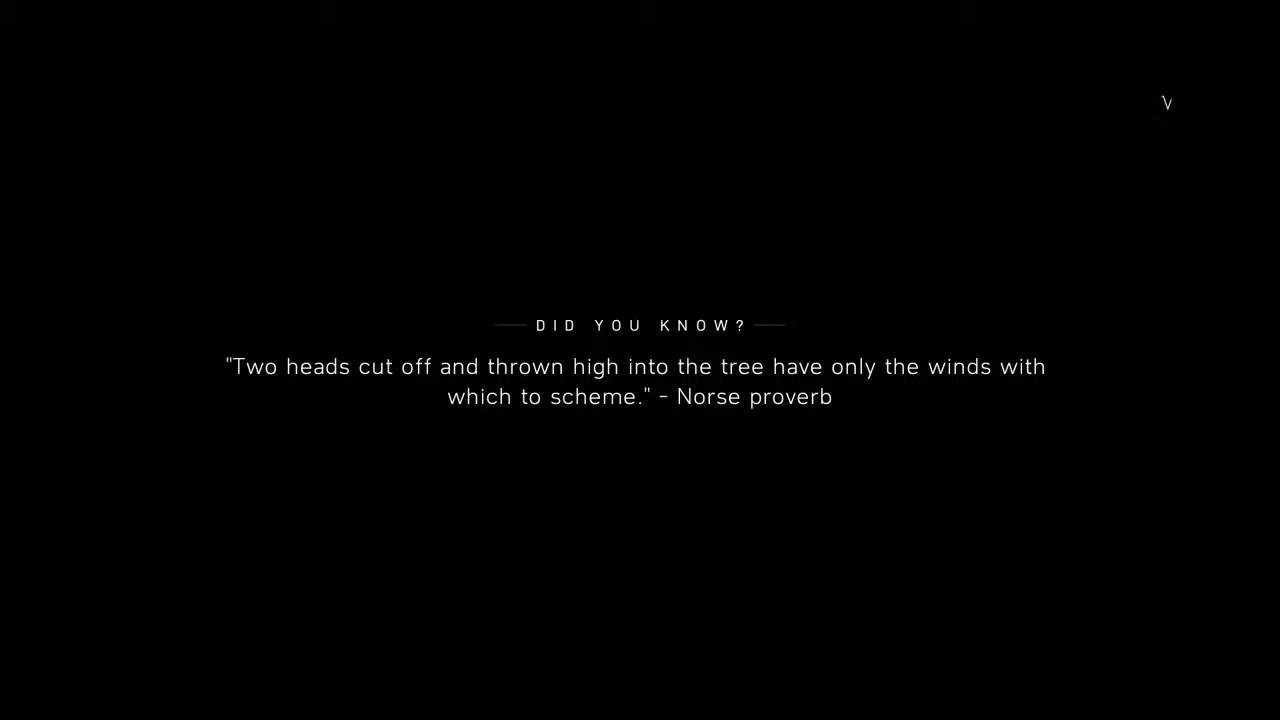 DID YOU KNOW?
"Two heads cut off and thrown high into the tree have only the winds with
which to scheme." - Norse proverb